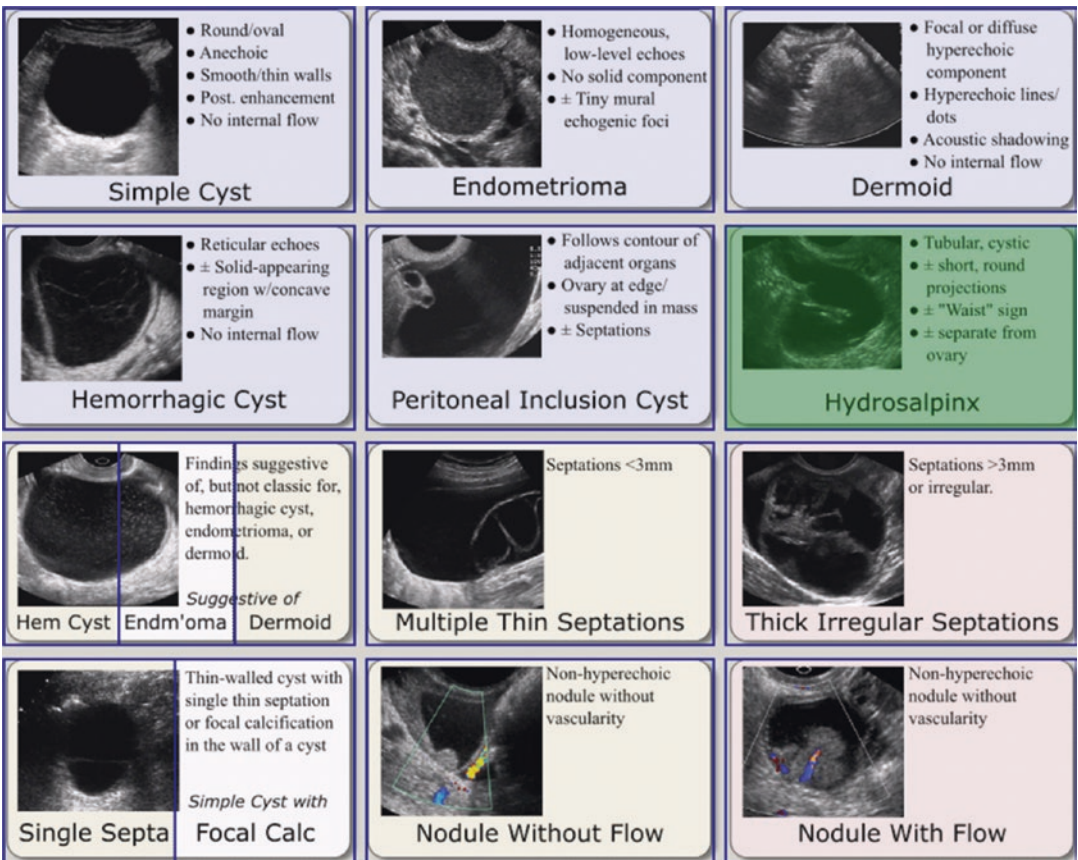 ● Round/oval
● Anechoic
● Smooth/thin walls
● Post. enhancement
● No internal flow
Simple Cyst
● Homogeneous,
low-level echoes
● No solid component
● ± Tiny mural
echogenic foci
Endometrioma
● Focal or diffuse
hyperechoic
component
● Hyperechoic lines/
dots
● Acoustic shadowing
● No internal flow
Dermoid
● Reticular echoes
● ± Solid-appearing
region w/concave
margin
● No internal flow
Hemorrhagic Cyst
● Follows contour of
adjacent organs
● Ovary at edge/
suspended in mass
● ± Septations
Peritoneal Inclusion Cyst
● Tubular, cystic
● ± short, round
projections
● ± "Waist" sign
● ± separate from
ovary
Hydrosalpinx
Findings suggestive
of, but not classic for,
hemorrhagic cyst,
endometrioma, or
dermoid.
Suggestive of
Hem Cyst Endm'oma Dermoid
Septations <3mm
Multiple Thin Septations
Septations >3mm
or irregular.
Thick Irregular Septations
Thin-walled cyst with
single thin septation
or focal calcification
in the wall of a cyst
Simple Cyst with
Single Septa Focal Calc
Non-hyperechoic
nodule without
vascularity
Nodule Without Flow
Non-hyperechoic
nodule without
vascularity
Nodule With Flow